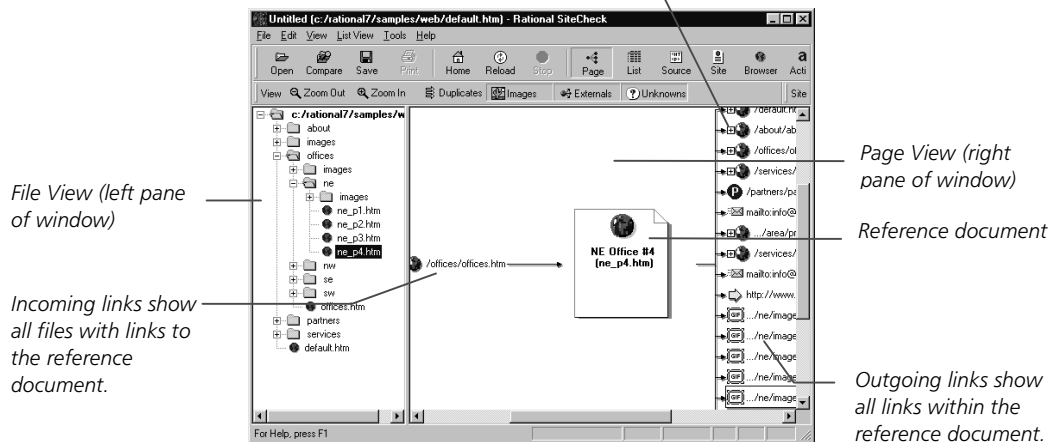 Untitled (c:/rational7/samples/web/default.htm) - Rational SiteCheck
File Edit View List View Tools Help
Open Compare Save Print Home Reload Stop Page List Source Site Browser Acti
View Zoom Out Zoom In Duplicates Images Externals Unknowns Site
c:/rational7/samples/w
about
images
offices
images
ne
images
ne_p1.htm
ne_p2.htm
ne_p3.htm
ne_p4.htm
nw
se
sw
offices.htm
partners
services
default.htm
/offices/offices.htm
NE Office #4
(ne_p4.htm)
/default.ht
/about/ab
/offices/of
/services/
/partners/pa
mailto:info@
.../area/pr
/services/
mailto:info@
http://www.
.../ne/image
.../ne/image
.../ne/image
.../ne/image
.../ne/image
For Help, press F1
File View (left pane
of window)
Incoming links show
all files with links to
the reference
document.
Page View (right
pane of window)
Reference document
Outgoing links show
all links within the
reference document.